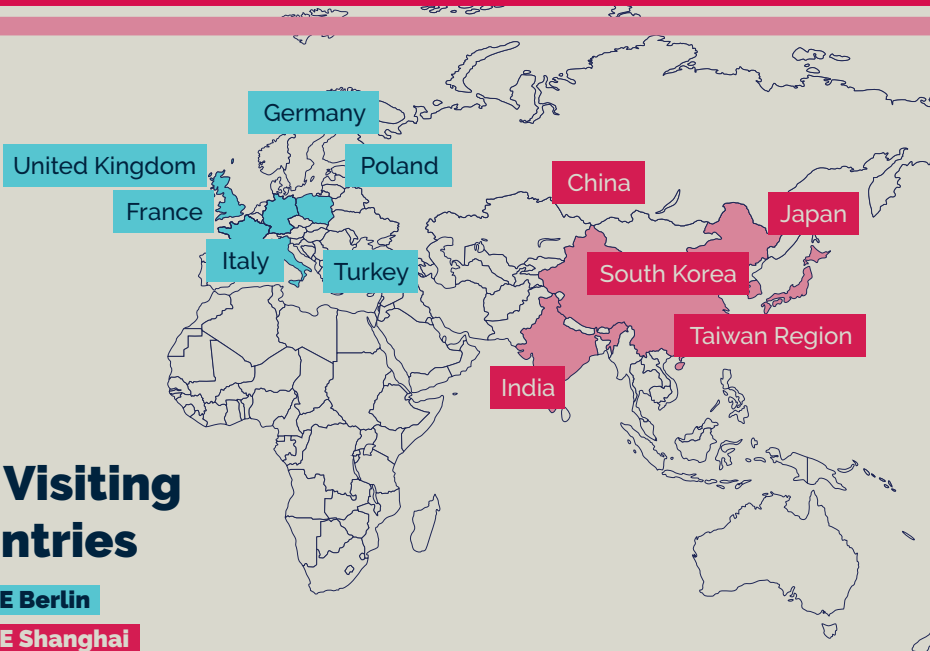 Germany
United Kingdom
Poland
France
China
Japan
Italy
Turkey
South Korea
Taiwan Region
India
Visiting
ntries
E Berlin
E Shanghai